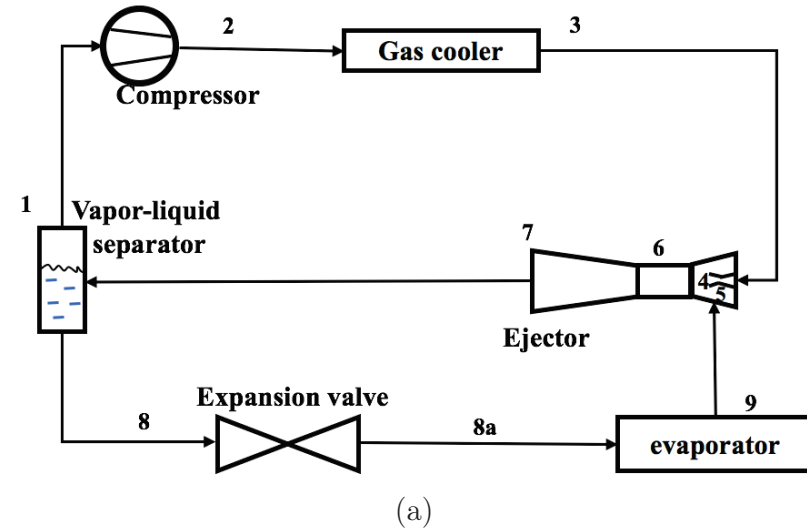 2
3
Gas cooler
Compressor
1
Vapor-liquid
separator
7
6
4
5
Ejector
Expansion valve
8
8a
9
evaporator
(a)